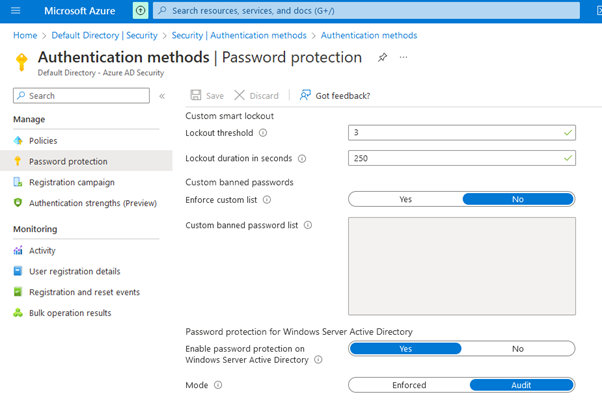 Microsoft Azure
Search resources, services, and docs (G+/)
Home > Default Directory | Security > Security | Authentication methods > Authentication methods
Authentication methods | Password protection
Default Directory - Azure AD Security
Search
«
Save
Discard
Got feedback?
Manage
Policies
Password protection
Registration campaign
Authentication strengths (Preview)
Monitoring
Activity
User registration details
Registration and reset events
Bulk operation results
Custom smart lockout
Lockout threshold
3
Lockout duration in seconds
250
Custom banned passwords
Enforce custom list
Yes No
Custom banned password list
Password protection for Windows Server Active Directory
Enable password protection on
Windows Server Active Directory
Yes No
Mode
Enforced Audit